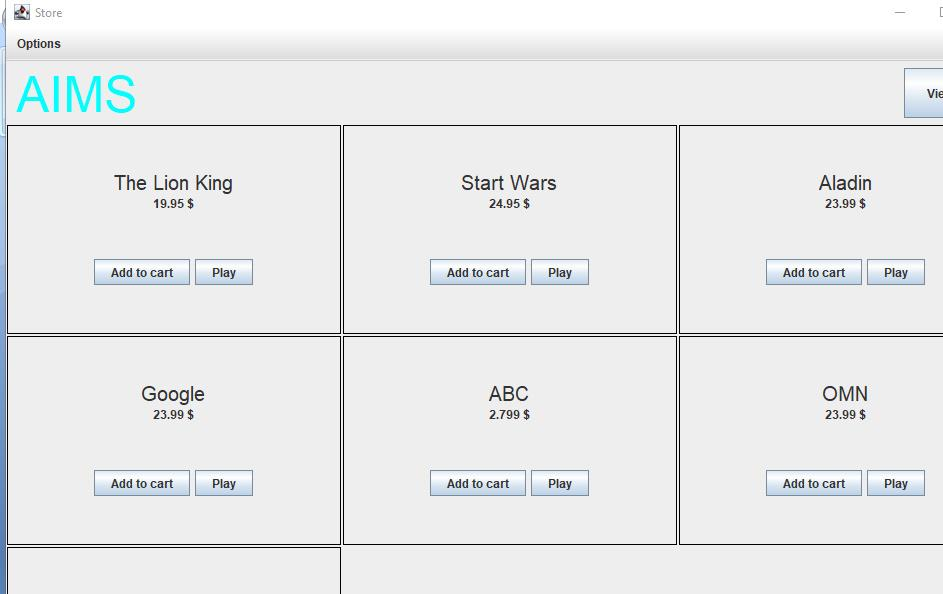 Store
Options
AIMS
The Lion King
19.95 $
Add to cart Play
Start Wars
24.95 $
Add to cart Play
Aladin
23.99 $
Add to cart Play
Google
23.99 $
Add to cart Play
ABC
2.799 $
Add to cart Play
OMN
23.99 $
Add to cart Play